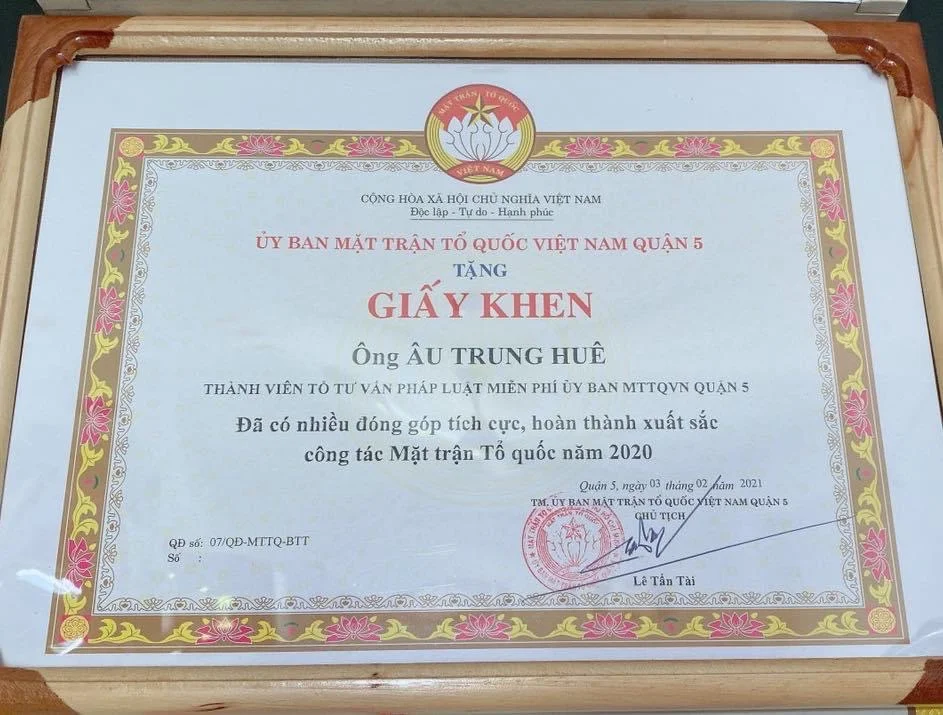 MẶT TRẬN TỔ QUỐC
VIỆT NAM
CỘNG HÒA XÃ HỘI CHỦ NGHĨA VIỆT NAM
Độc lập - Tự do - Hạnh phúc
ỦY BAN MẶT TRẬN TỔ QUỐC VIỆT NAM QUẬN 5
TẶNG
GIẤY KHEN
Ông ÂU TRUNG HUÊ
THÀNH VIÊN TỔ TƯ VẤN PHÁP LUẬT MIỄN PHÍ ỦY BAN MTTQVN QUẬN 5
Đã có nhiều đóng góp tích cực, hoàn thành xuất sắc
công tác Mặt trận Tổ quốc năm 2020
Quận 5, ngày 03 tháng 02 năm 2021
TM. ỦY BAN MẶT TRẬN TỔ QUỐC VIỆT NAM QUẬN 5
CHỦ TỊCH
QĐ số: 07/QĐ-MTTQ-BTT
Số :
Lê Tấn Tài